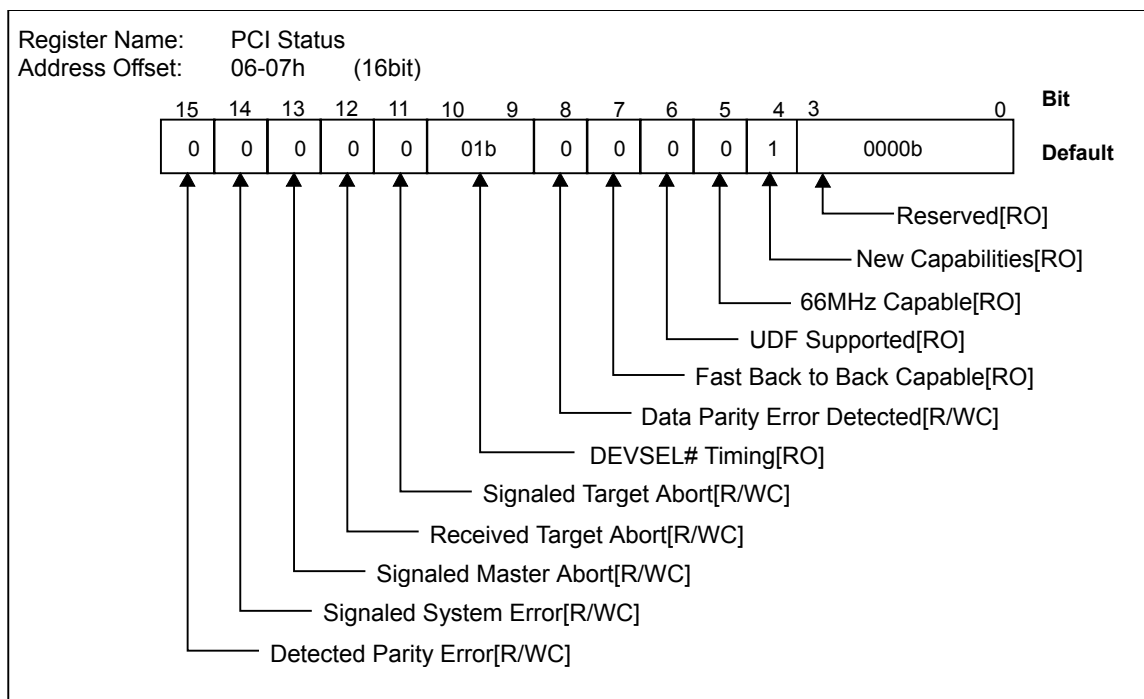 Register Name: PCI Status
Address Offset: 06-07h (16bit)
15 14 13 12 11 10 9 8 7 6 5 4 3 0 Bit
0 0 0 0 0 01b 0 0 0 0 1 0000b Default
Reserved[RO]
New Capabilities[RO]
66MHz Capable[RO]
UDF Supported[RO]
Fast Back to Back Capable[RO]
Data Parity Error Detected[R/WC]
DEVSEL# Timing[RO]
Signaled Target Abort[R/WC]
Received Target Abort[R/WC]
Signaled Master Abort[R/WC]
Signaled System Error[R/WC]
Detected Parity Error[R/WC]